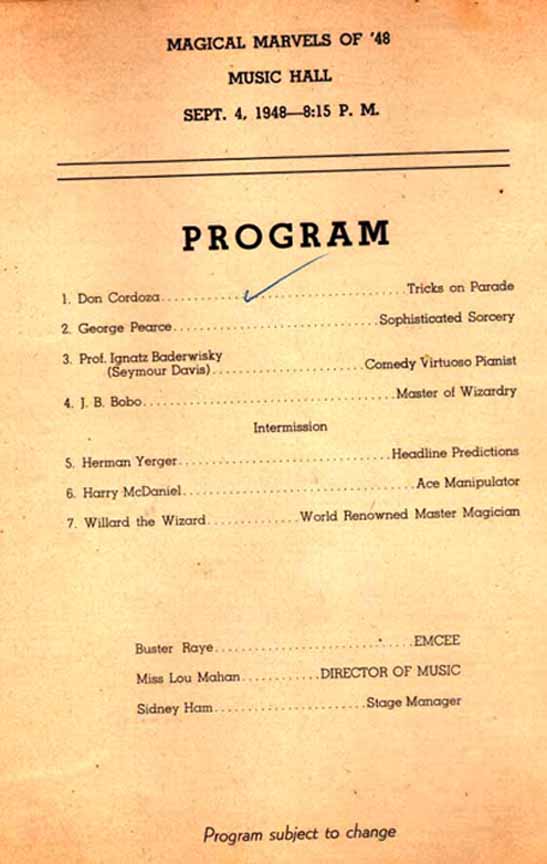 MAGICAL MARVELS OF '48
MUSIC HALL
SEPT. 4, 1948—8:15 P. M.
PROGRAM
1. Don Cordoza........................................Tricks on Parade
2. George Pearce..............................Sophisticated Sorcery
3. Prof. Ignatz Baderwisky
(Seymour Davis)......................Comedy Virtuoso Pianist
4. J. B. Bobo.....................................Master of Wizardry
Intermission
5. Herman Yerger................................Headline Predictions
6. Harry McDaniel..................................Ace Manipulator
7. Willard the Wizard.............World Renowned Master Magician
Buster Raye.............................EMCEE
Miss Lou Mahan...........DIRECTOR OF MUSIC
Sidney Ham......................Stage Manager
Program subject to change